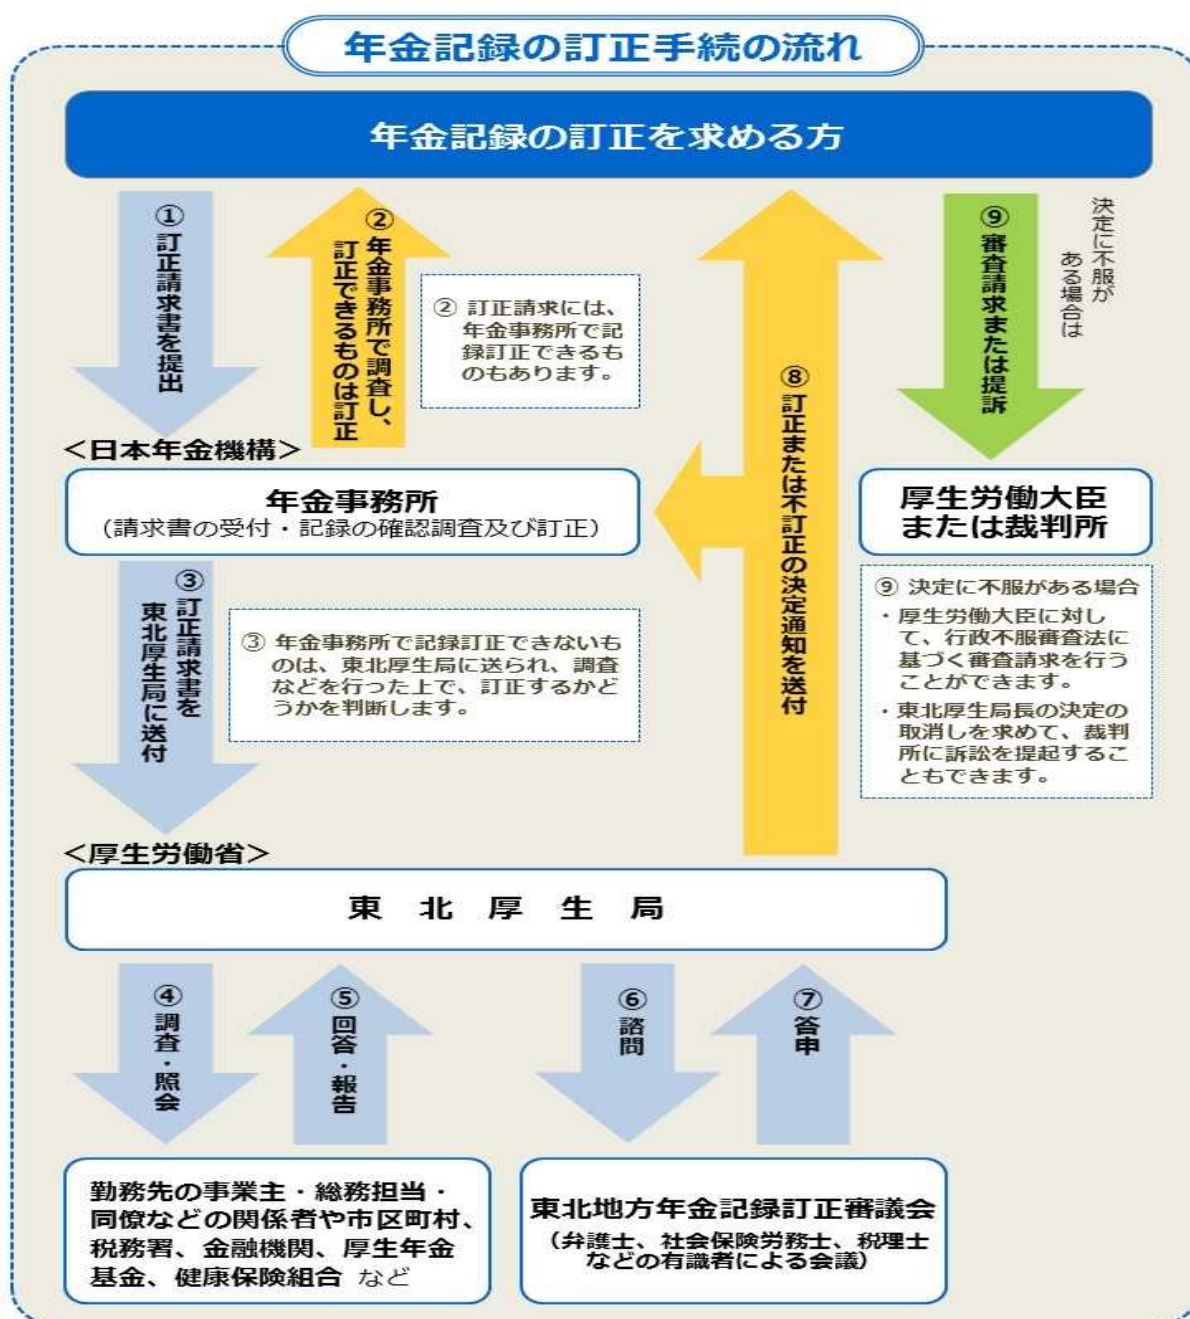 年金記録の訂正手続の流れ
年金記録の訂正を求める方
① 訂正請求書を提出
② 年金事務所で調査し、
訂正できるものは訂正
② 訂正請求には、
年金事務所で記
録訂正できるも
のもあります。
⑧ 訂正または不訂正の決定通知を送付
⑨ 審査請求または提訴
決定に不服が
ある場合は
<日本年金機構>
年金事務所
(請求書の受付・記録の確認調査及び訂正)
厚生労働大臣
または裁判所
③ 訂正請求書を
東北厚生局に送付
③ 年金事務所で記録訂正できないも
のは、東北厚生局に送られ、調査
などを行った上で、訂正するかど
うかを判断します。
⑨ 決定に不服がある場合
・厚生労働大臣に対し
て、行政不服審査法に
基づく審査請求を行う
ことができます。
・東北厚生局長の決定の
取消しを求めて、裁判
所に訴訟を提起するこ
ともできます。
<厚生労働省>
東北厚生局
④ 調査・照会
⑤ 回答・報告
⑥ 諮問
⑦ 答申
勤務先の事業主・総務担当・
同僚などの関係者や市区町村、
税務署、金融機関、厚生年金
基金、健康保険組合 など
東北地方年金記録訂正審議会
(弁護士、社会保険労務士、税理士
などの有識者による会議)